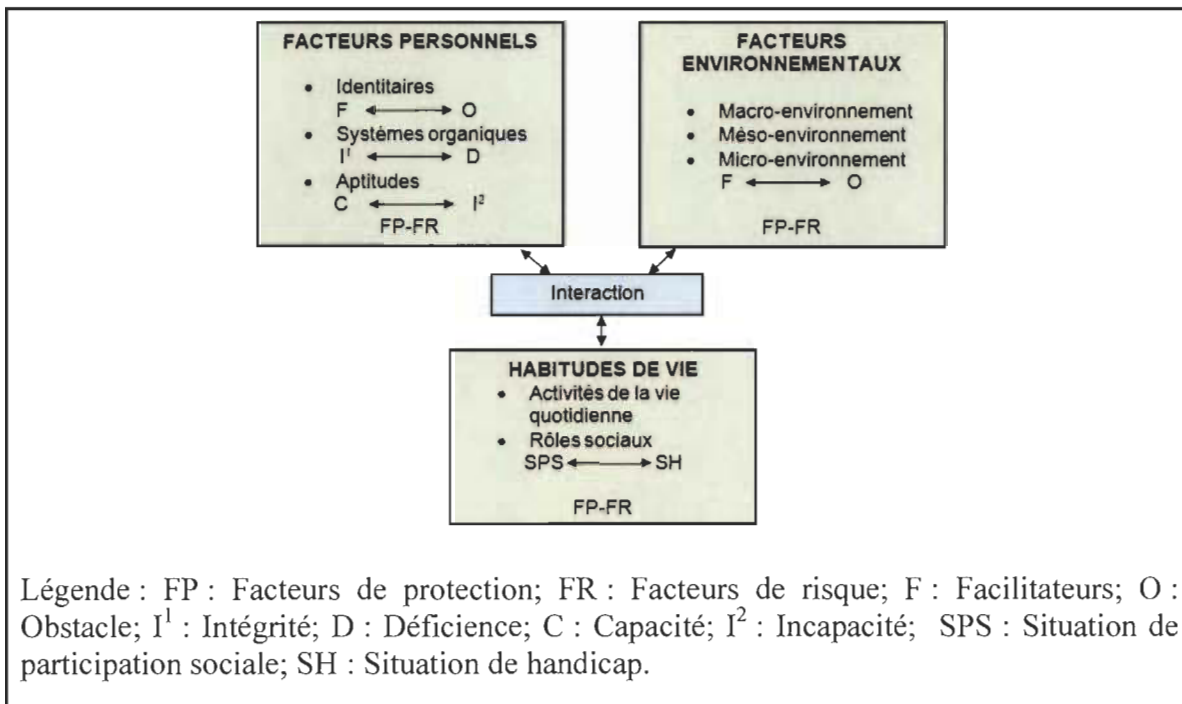 FACTEURS PERSONNELS
• Identitaires
F ↔ O
• Systèmes organiques
I¹ ↔ D
• Aptitudes
C ↔ I²
FP-FR
FACTEURS
ENVIRONNEMENTAUX
• Macro-environnement
• Méso-environnement
• Micro-environnement
F ↔ O
FP-FR
Interaction
HABITUDES DE VIE
• Activités de la vie
quotidienne
• Rôles sociaux
SPS ↔ SH
FP-FR
Légende : FP : Facteurs de protection; FR : Facteurs de risque; F : Facilitateurs; O :
Obstacle; I¹ : Intégrité; D : Déficience; C : Capacité; I² : Incapacité; SPS : Situation de
participation sociale; SH : Situation de handicap.